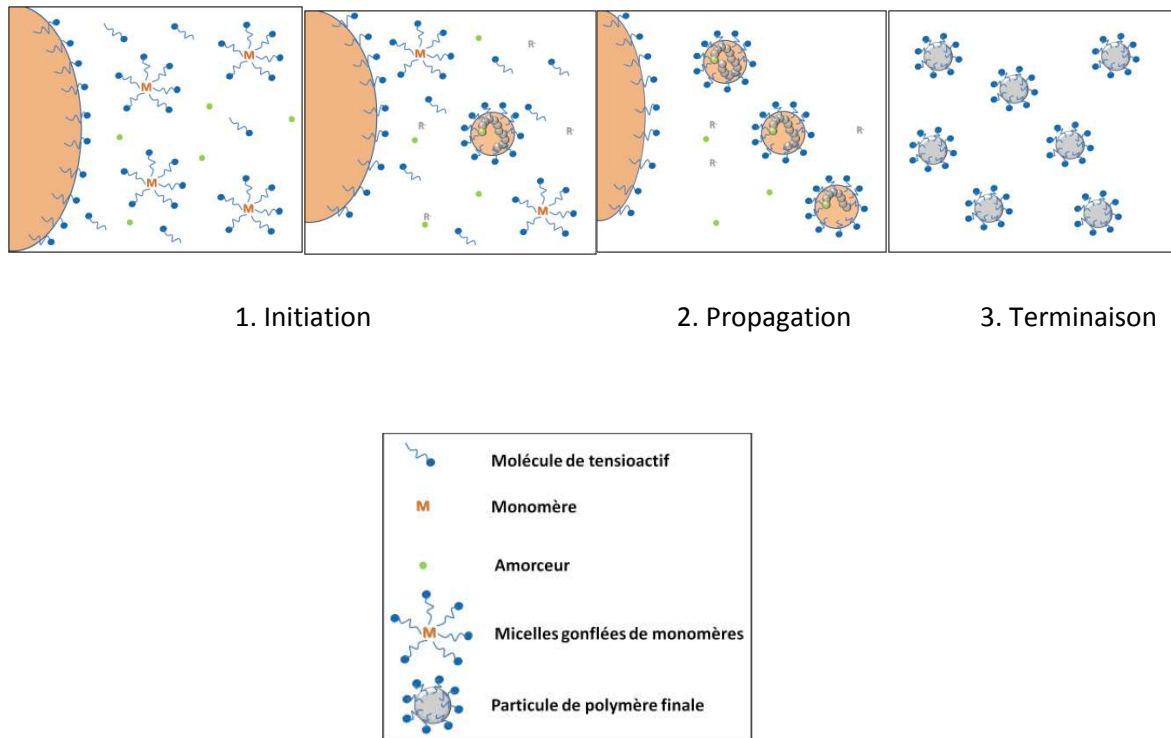 M
M
M
M
M
R·
R·
R·
R·
M
R·
R·
R·
1. Initiation
2. Propagation
3. Terminaison
Molécule de tensioactif
M Monomère
Amorceur
M Micelles gonflées de monomères
Particule de polymère finale